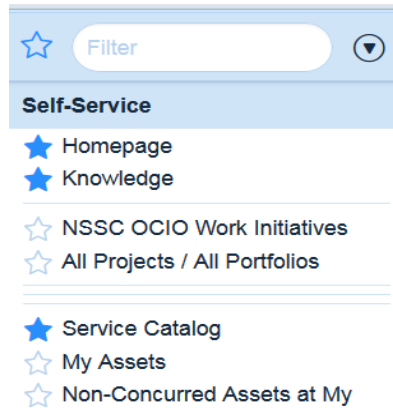 Filter
Self-Service
Homepage
Knowledge
NSSC OCIO Work Initiatives
All Projects / All Portfolios
Service Catalog
My Assets
Non-Concurred Assets at My